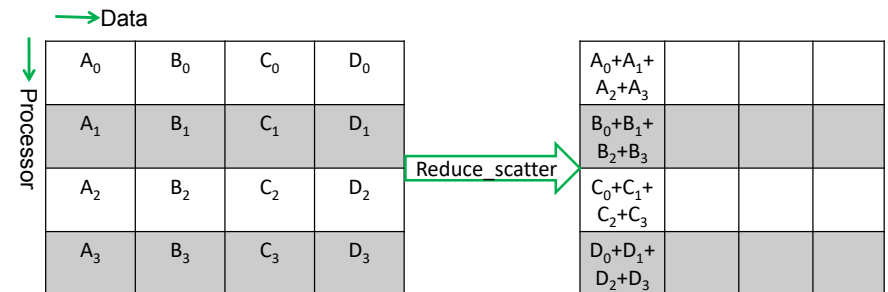 Data
Processor
A₀ B₀ C₀ D₀
A₁ B₁ C₁ D₁
A₂ B₂ C₂ D₂
A₃ B₃ C₃ D₃
Reduce_scatter
A₀+A₁+
A₂+A₃
B₀+B₁+
B₂+B₃
C₀+C₁+
C₂+C₃
D₀+D₁+
D₂+D₃